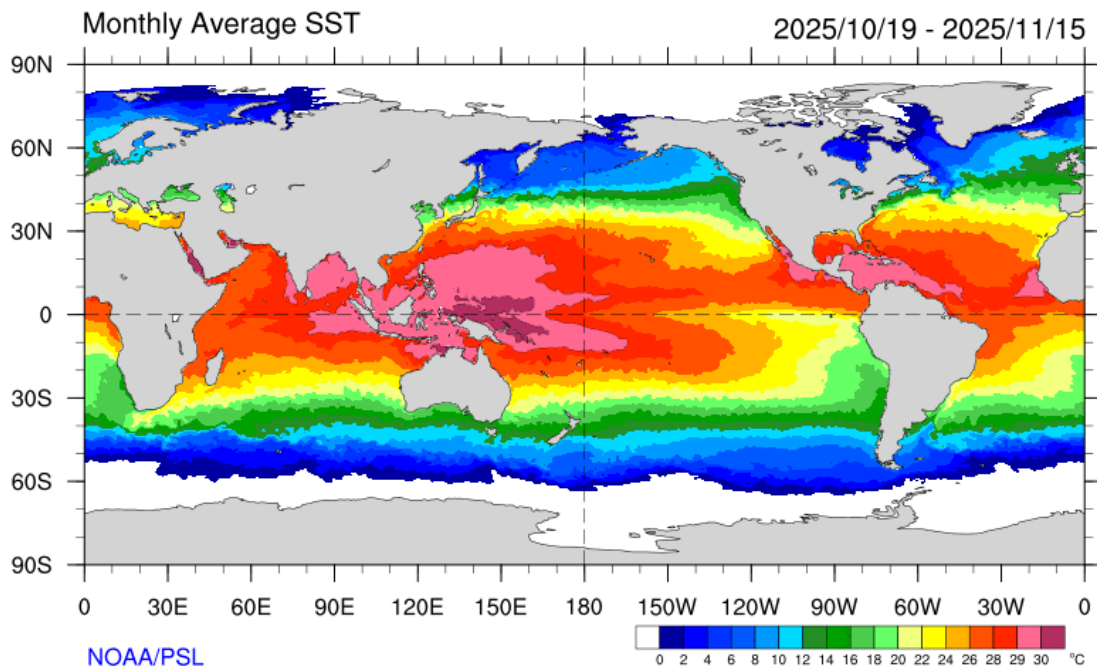 Monthly Average SST
2025/10/19 - 2025/11/15
90N
60N
30N
0
30S
60S
90S
0 30E 60E 90E 120E 150E 180 150W 120W 90W 60W 30W 0
0 2 4 6 8 10 12 14 16 18 20 22 24 26 28 29 30 °C
NOAA/PSL